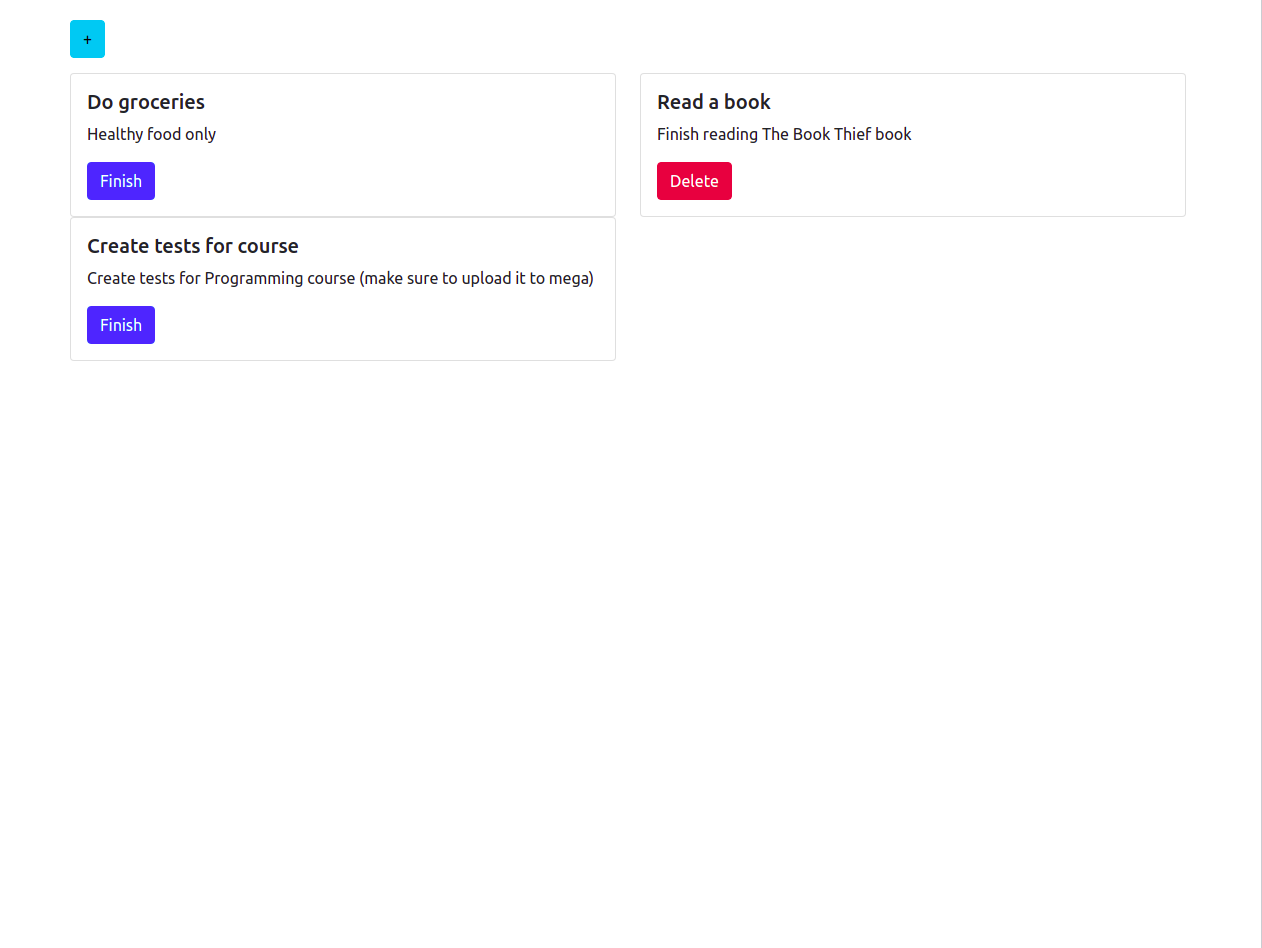 +
Do groceries
Healthy food only
Finish
Create tests for course
Create tests for Programming course (make sure to upload it to mega)
Finish
Read a book
Finish reading The Book Thief book
Delete